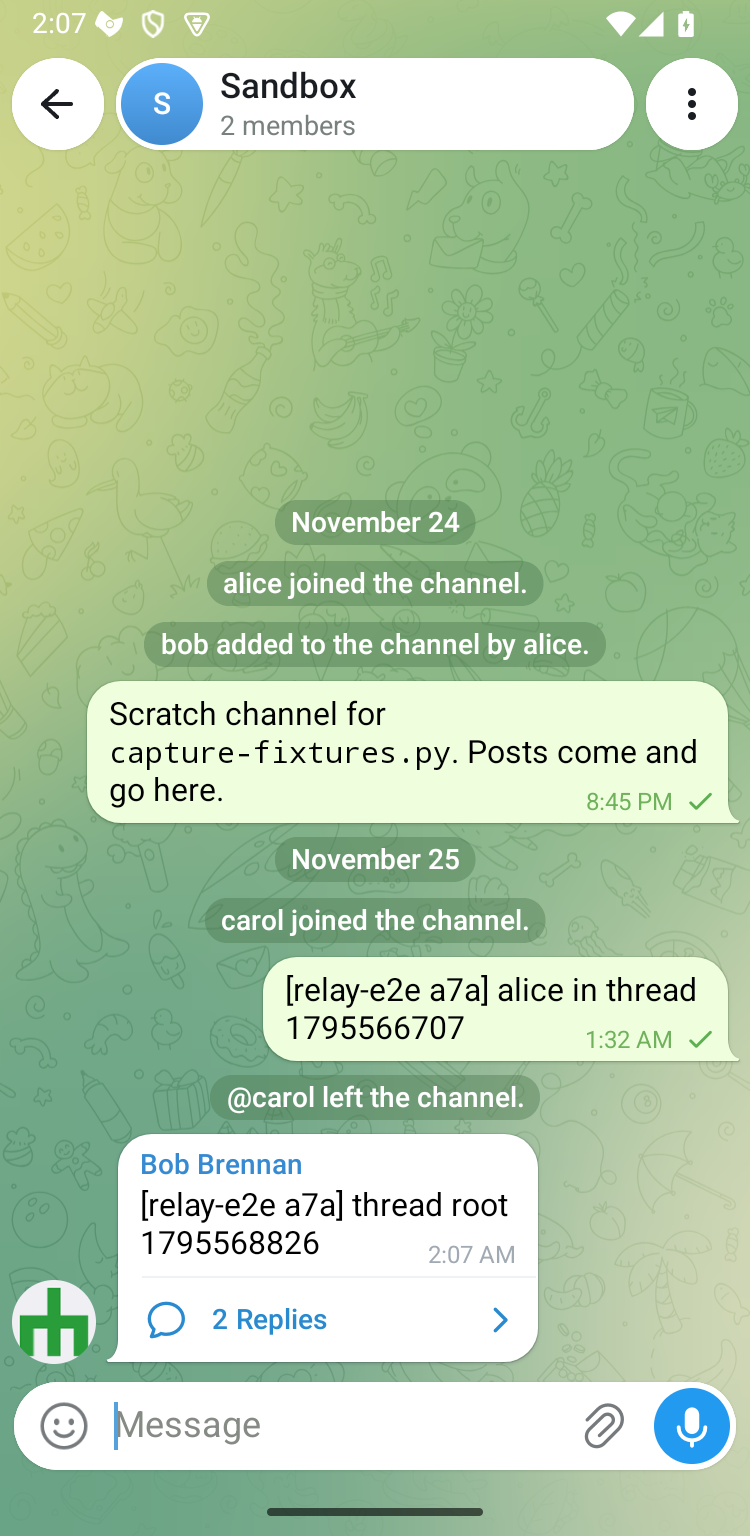 2:07
S
Sandbox
2 members
November 24
alice joined the channel.
bob added to the channel by alice.
Scratch channel for
capture-fixtures.py. Posts come and
go here.
8:45 PM
November 25
carol joined the channel.
[relay-e2e a7a] alice in thread
1795566707
1:32 AM
@carol left the channel.
Bob Brennan
[relay-e2e a7a] thread root
1795568826
2:07 AM
2 Replies
Message